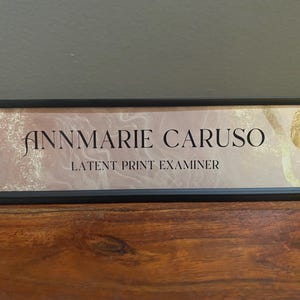 ANNMARIE CARUSO
LATENT PRINT EXAMINER